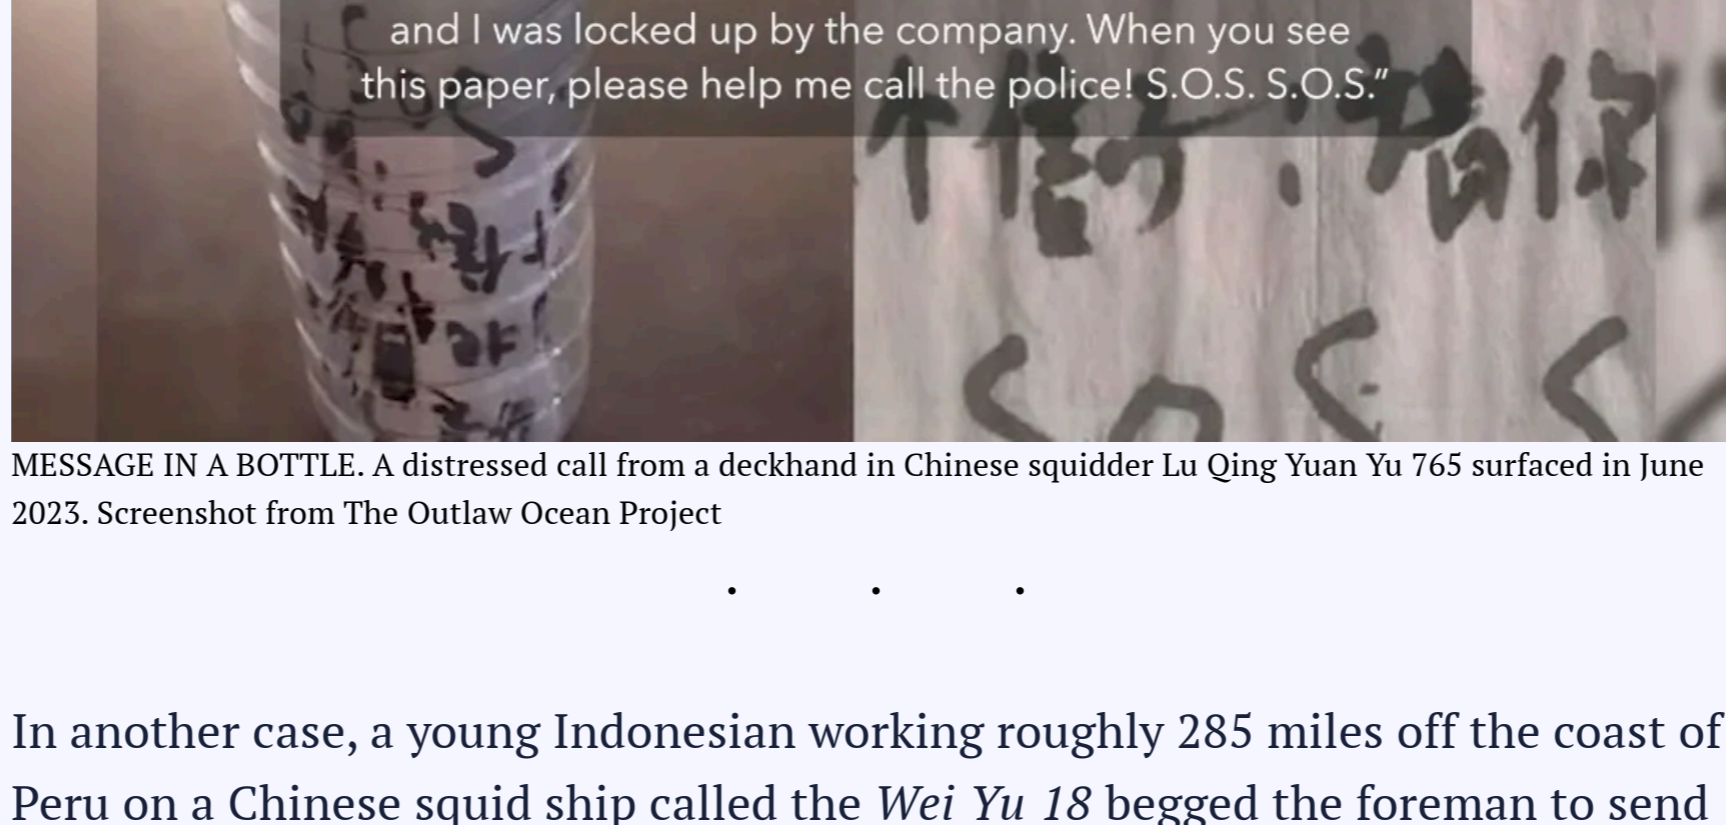 and I was locked up by the company. When you see
this paper, please help me call the police! S.O.S. S.O.S.”
S O S S
MESSAGE IN A BOTTLE. A distressed call from a deckhand in Chinese squidder Lu Qing Yuan Yu 765 surfaced in June
2023. Screenshot from The Outlaw Ocean Project
In another case, a young Indonesian working roughly 285 miles off the coast of
Peru on a Chinese squid ship called the Wei Yu 18 begged the foreman to send